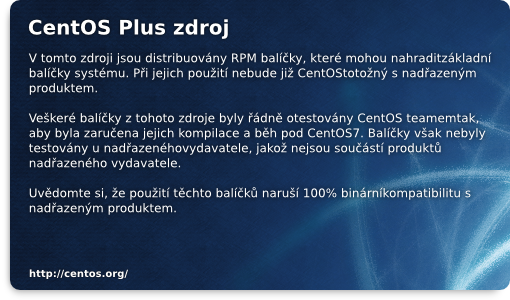 CentOS Plus zdroj
V tomto zdroji jsou distribuovány RPM balíčky, které mohou nahraditzákladní
balíčky systému. Při jejich použití nebude již CentOStotožný s nadřazeným
produktem.
Veškeré balíčky z tohoto zdroje byly řádně otestovány CentOS teamemtak,
aby byla zaručena jejich kompilace a běh pod CentOS7. Balíčky však nebyly
testovány u nadřazenéhovydavatele, jakož nejsou součástí produktů
nadřazeného vydavatele.
Uvědomte si, že použití těchto balíčků naruší 100% binárníkompatibilitu s
nadřazeným produktem.
http://centos.org/